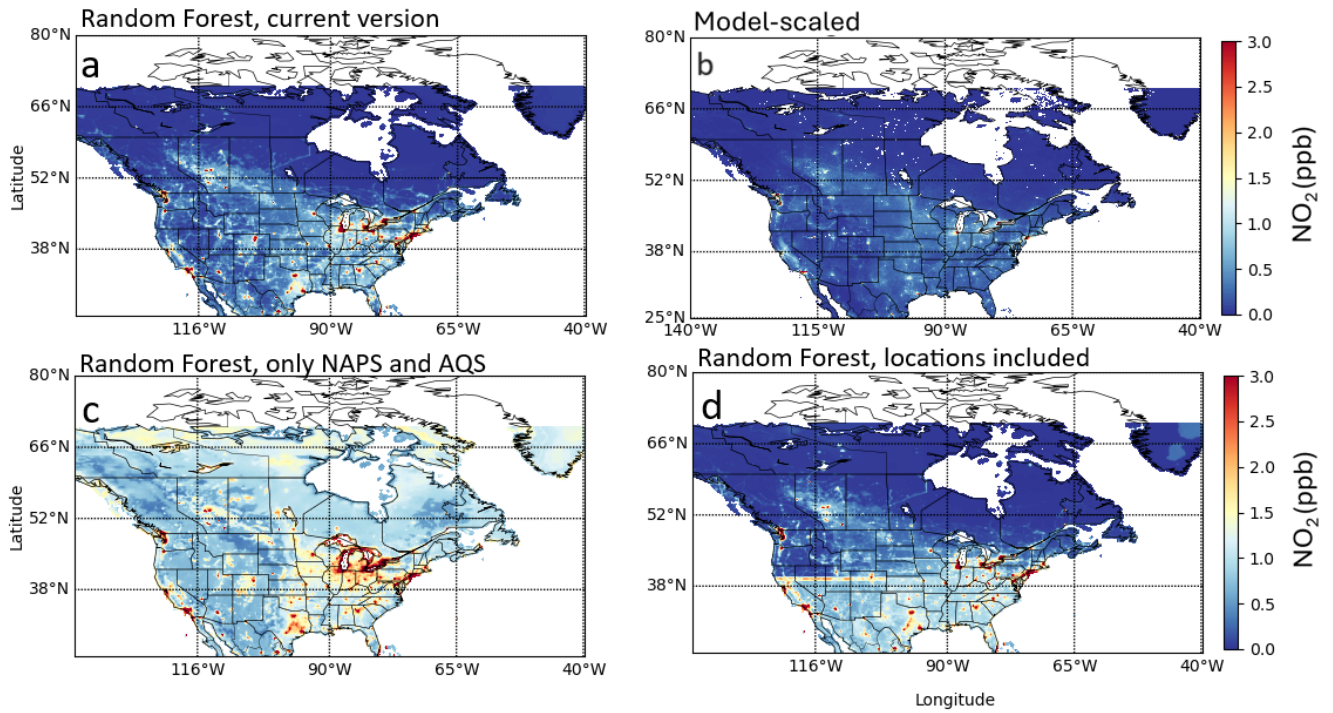 Random Forest, current version
Model-scaled
80°N
a
66°N
Latitude
52°N
38°N
116°W
90°W
65°W
40°W
80°N
b
66°N
52°N
38°N
25°N
140°W
115°W
90°W
65°W
40°W
3.0
2.5
2.0
1.5
1.0
0.5
0.0
NO2 (ppb)
Random Forest, only NAPS and AQS
Random Forest, locations included
80°N
c
66°N
Latitude
52°N
38°N
116°W
90°W
65°W
40°W
80°N
d
66°N
Latitude
52°N
38°N
116°W
90°W
65°W
40°W
Longitude
3.0
2.5
2.0
1.5
1.0
0.5
0.0
NO2 (ppb)